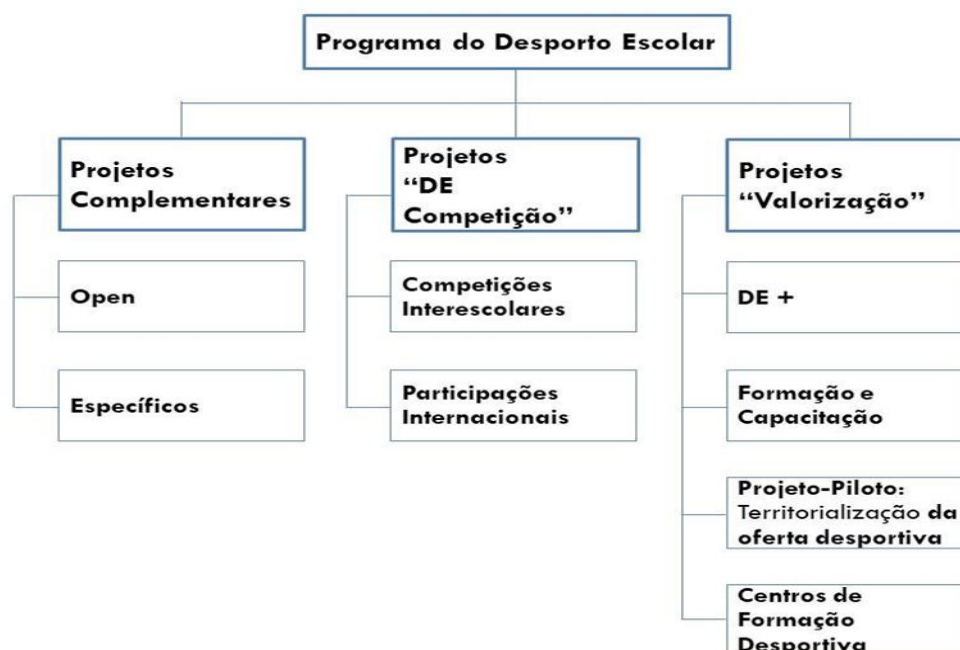 Programa do Desporto Escolar
Projetos
Complementares
Open
Específicos
Projetos
“DE
Competição”
Competições
Interescolares
Participações
Internacionais
Projetos
“Valorização”
DE +
Formação e
Capacitação
Projeto-Piloto:
Territorialização da
oferta desportiva
Centros de
Formação
Desportiva